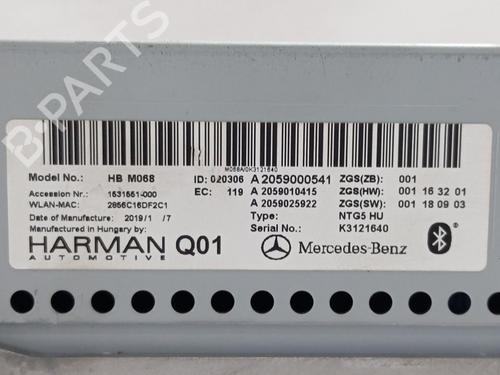 B-PARTS
M068A/0K3121640
Model No.: HB M068 ID: 020306 A 2059000541 ZGS(ZB): 001
Accession Nr.: 1531551-000 EC: 119 A 2059010415 ZGS(HW): 001 16 32 01
WLAN-MAC: 2856C16DF2C1 A 2059025922 ZGS(SW): 001 18 09 03
Date of Manufacture: 2019/1 /7 Type: NTG5 HU
Manufactured in Hungary by: Serial No.: K3121640
HARMAN Q01 Mercedes-Benz
AUTOMOTIVE